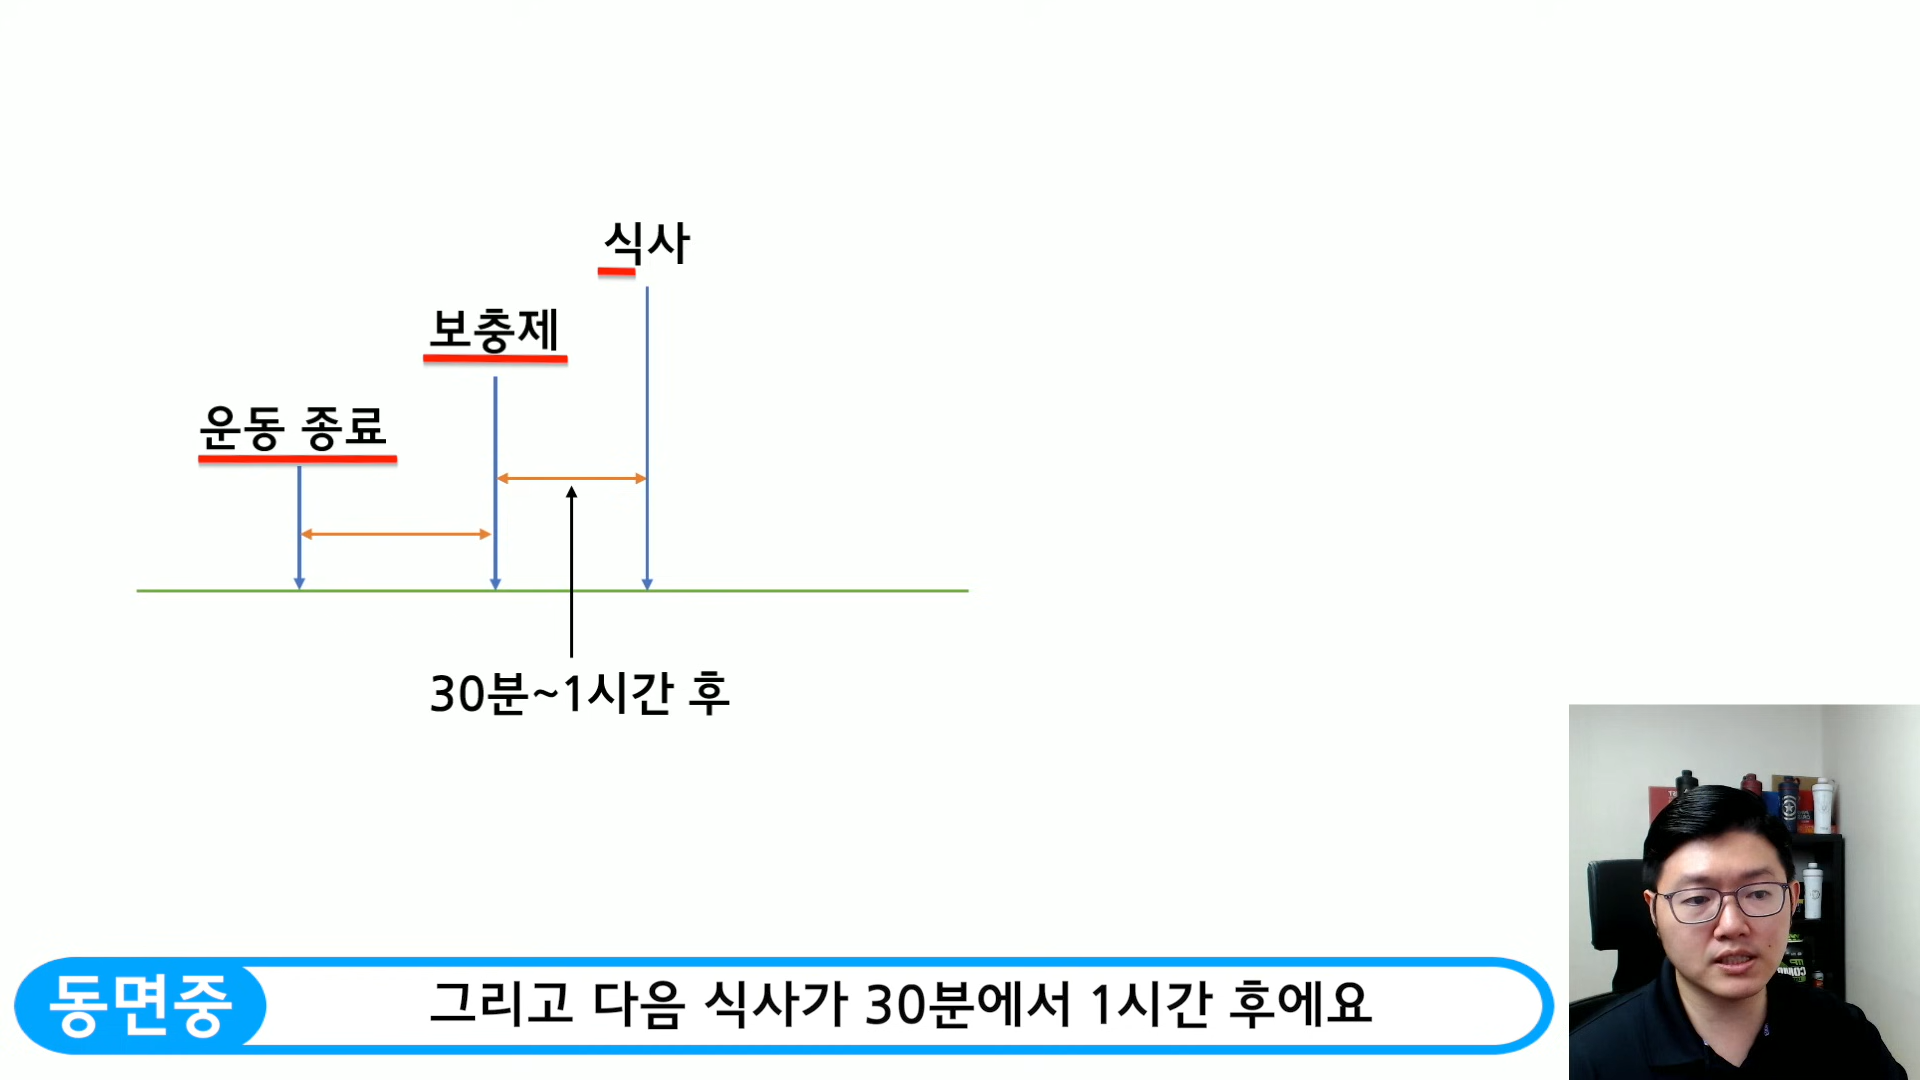 식사
보충제
운동 종료
30분~1시간 후
동면중
그리고 다음 식사가 30분에서 1시간 후에요